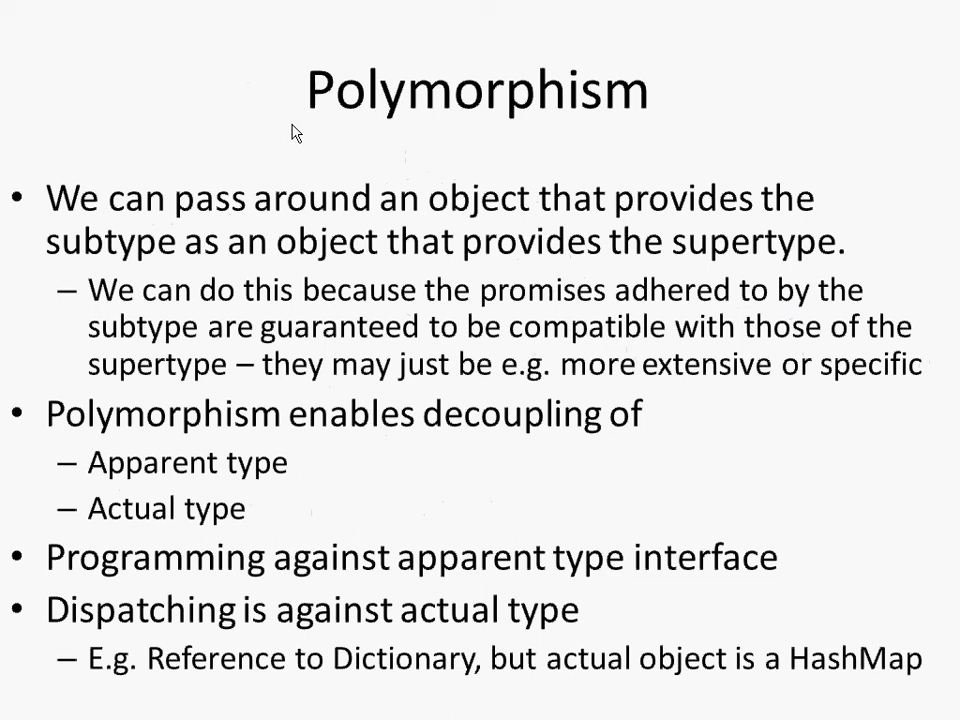 Polymorphism
• We can pass around an object that provides the
subtype as an object that provides the supertype.
– We can do this because the promises adhered to by the
subtype are guaranteed to be compatible with those of the
supertype – they may just be e.g. more extensive or specific
• Polymorphism enables decoupling of
– Apparent type
– Actual type
• Programming against apparent type interface
• Dispatching is against actual type
– E.g. Reference to Dictionary, but actual object is a HashMap